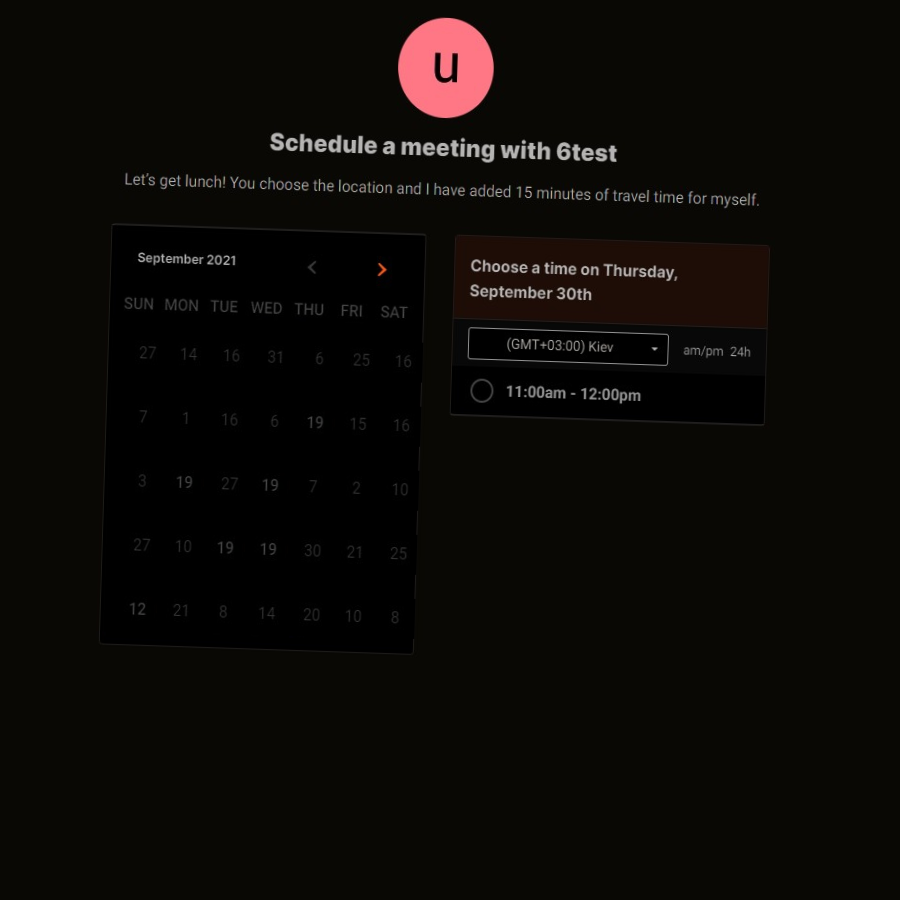 u
Schedule a meeting with 6test
Let's get lunch! You choose the location and I have added 15 minutes of travel time for myself.
September 2021
SUN MON TUE WED THU FRI SAT
27 14 16 31 6 25 16
7 1 16 6 19 15 16
3 19 27 19 7 2 10
27 10 19 19 30 21 25
12 21 8 14 20 10 8
Choose a time on Thursday,
September 30th
(GMT+03:00) Kiev am/pm 24h
11:00am - 12:00pm